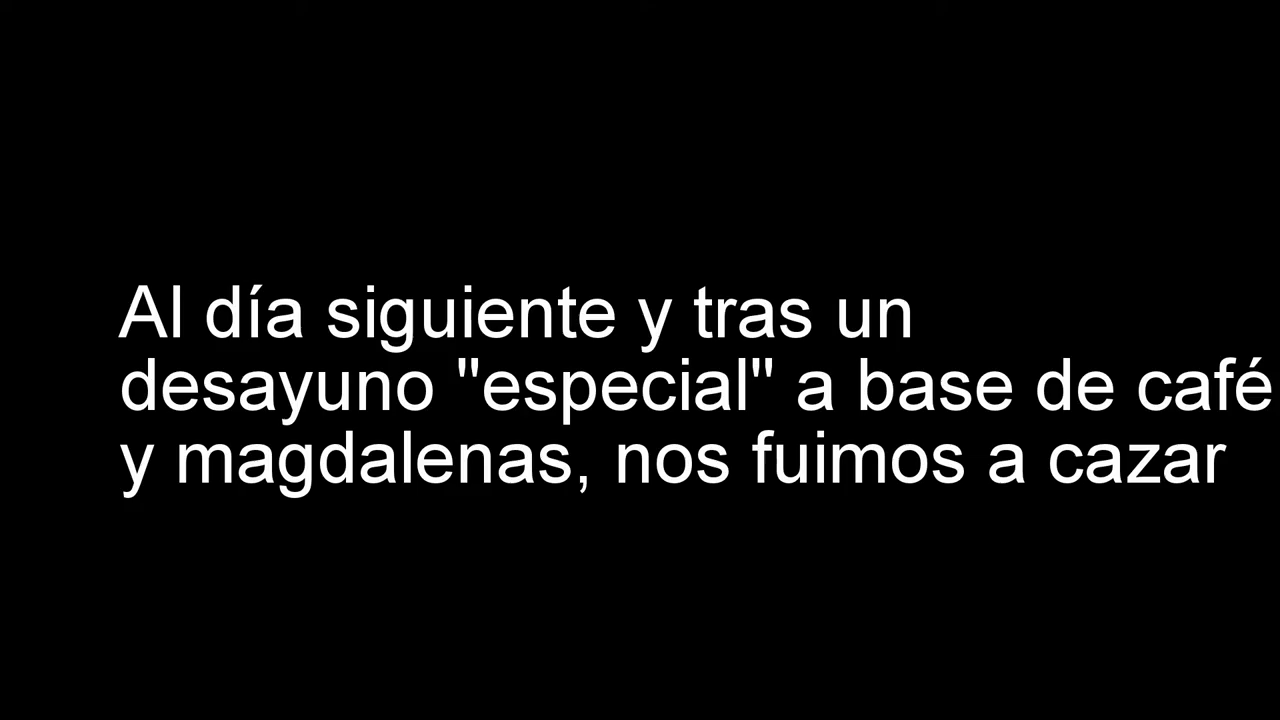 Al día siguiente y tras un
desayuno "especial" a base de café
y magdalenas, nos fuimos a cazar